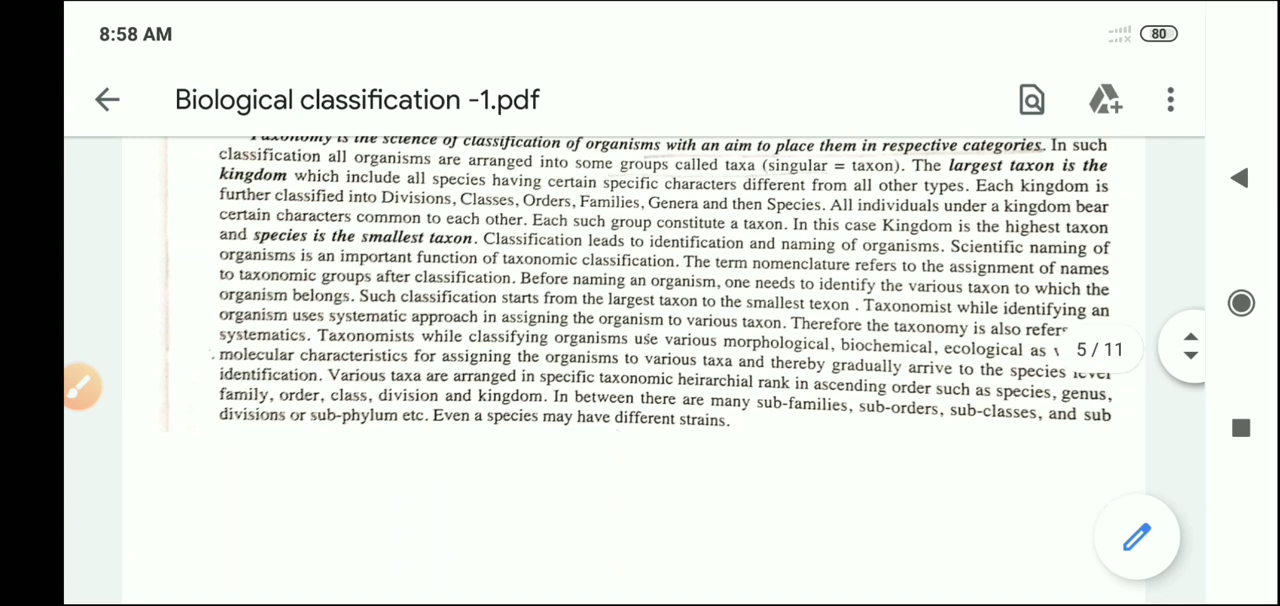 8:58 AM
80
Biological classification -1.pdf
Taxonomy is the science of classification of organisms with an aim to place them in respective categories. In such
classification all organisms are arranged into some groups called taxa (singular = taxon). The largest taxon is the
kingdom which include all species having certain specific characters different from all other types. Each kingdom is
further classified into Divisions, Classes, Orders, Families, Genera and then Species. All individuals under a kingdom bear
certain characters common to each other. Each such group constitute a taxon. In this case Kingdom is the highest taxon
and species is the smallest taxon. Classification leads to identification and naming of organisms. Scientific naming of
organisms is an important function of taxonomic classification. The term nomenclature refers to the assignment of names
to taxonomic groups after classification. Before naming an organism, one needs to identify the various taxon to which the
organism belongs. Such classification starts from the largest taxon to the smallest texon . Taxonomist while identifying an
organism uses systematic approach in assigning the organism to various taxon. Therefore the taxonomy is also refer
systematics. Taxonomists while classifying organisms use various morphological, biochemical, ecological as
5 / 11
molecular characteristics for assigning the organisms to various taxa and thereby gradually arrive to the species level
identification. Various taxa are arranged in specific taxonomic heirarchial rank in ascending order such as species, genus,
family, order, class, division and kingdom. In between there are many sub-families, sub-orders, sub-classes, and sub
divisions or sub-phylum etc. Even a species may have different strains.